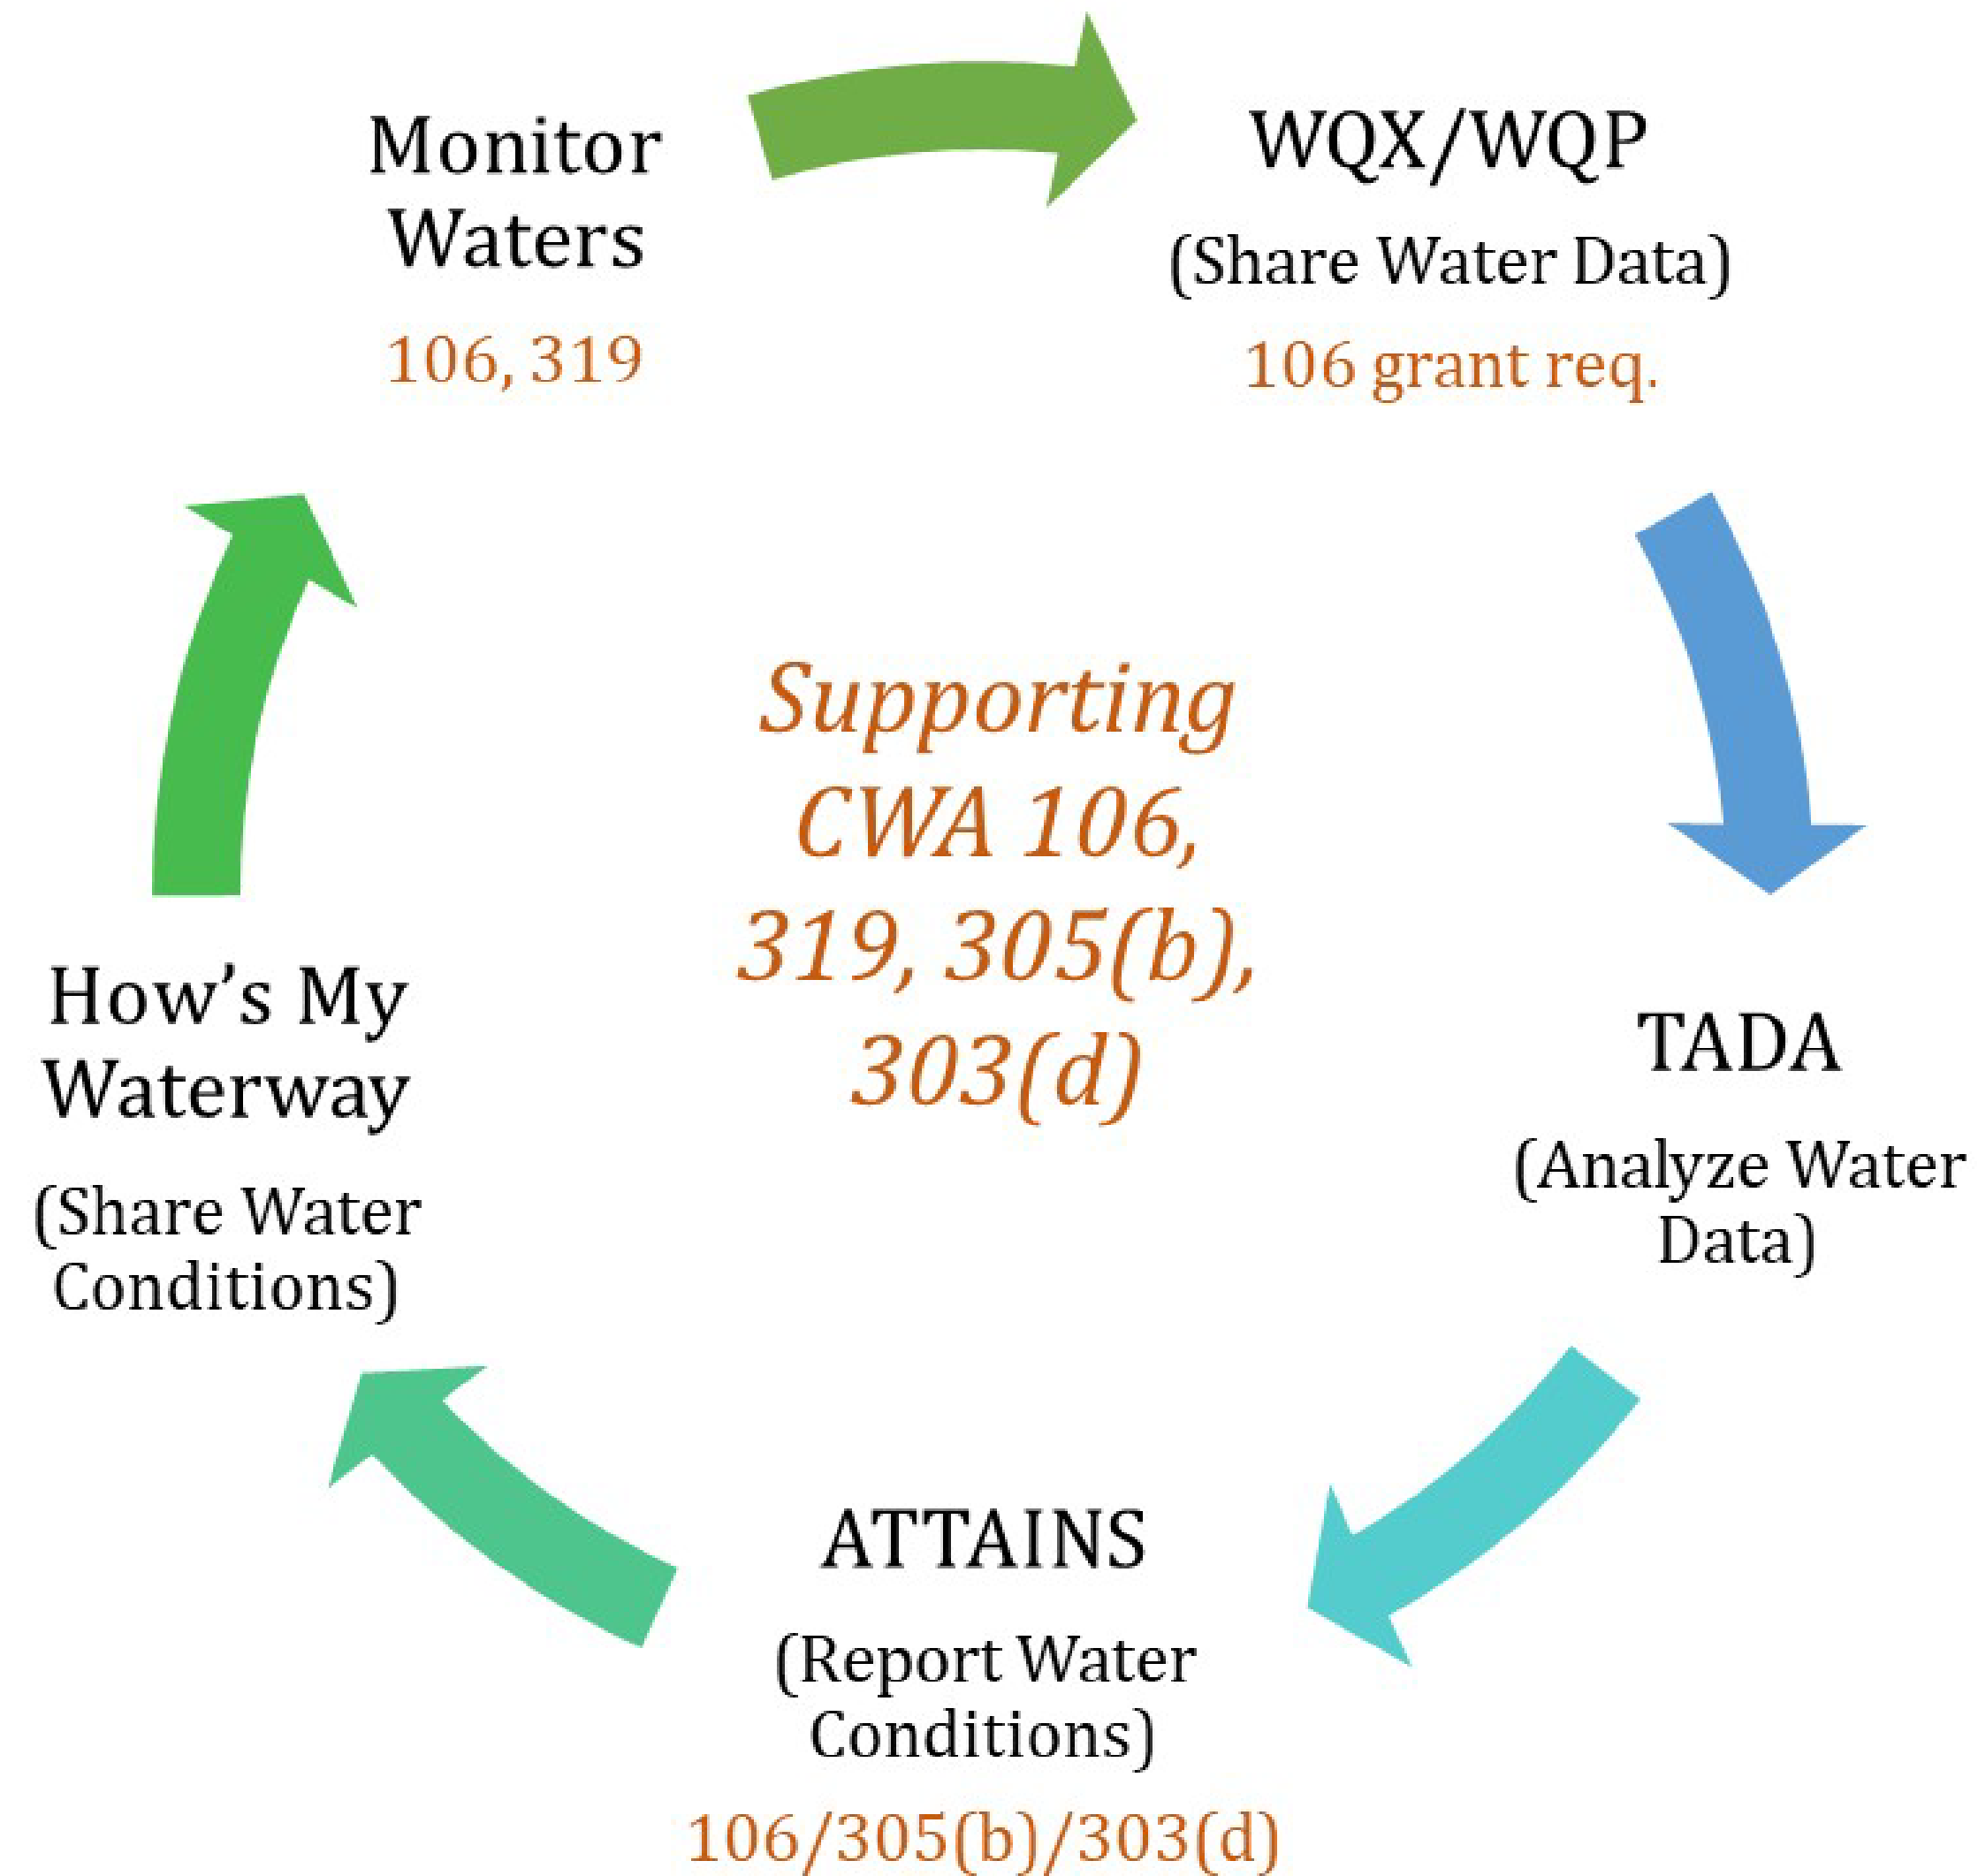 Monitor
Waters
106, 319
WQX/WQP
(Share Water Data)
106 grant req.
TADA
(Analyze Water
Data)
ATTAINS
(Report Water
Conditions)
106/305(b)/303(d)
How’s My
Waterway
(Share Water
Conditions)
Supporting
CWA 106,
319, 305(b),
303(d)